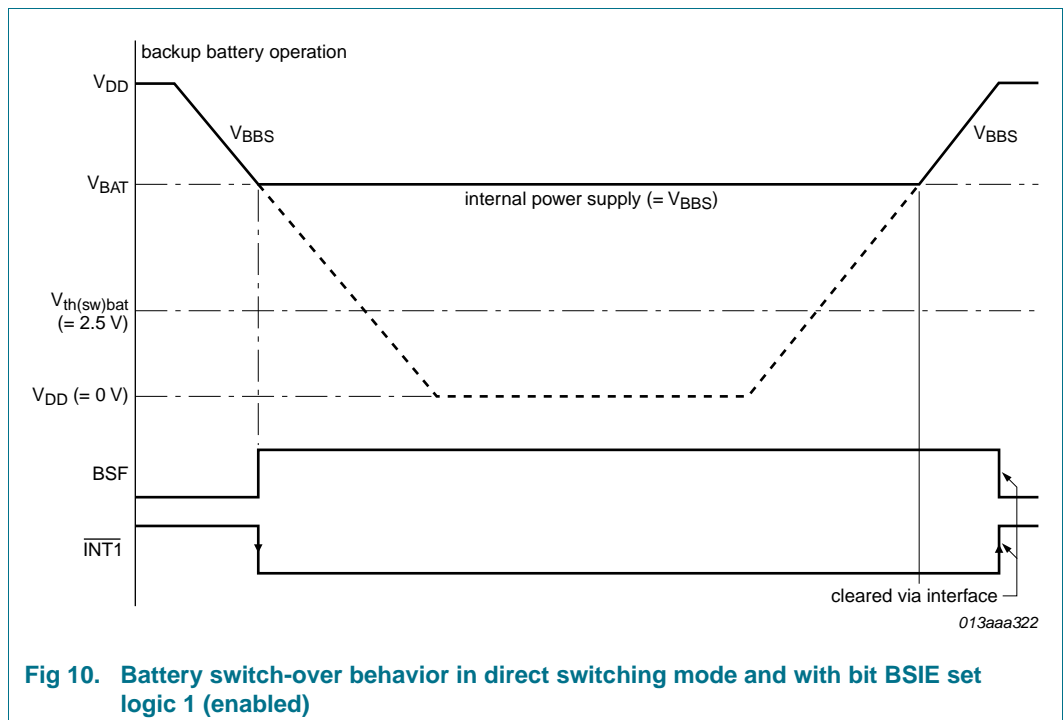 backup battery operation
VDD
VBBS
VBBS
VBAT
internal power supply (= VBBS)
Vth(sw)bat
(= 2.5 V)
VDD (= 0 V)
BSF
INT1
cleared via interface
013aaa322
Fig 10. Battery switch-over behavior in direct switching mode and with bit BSIE set
logic 1 (enabled)